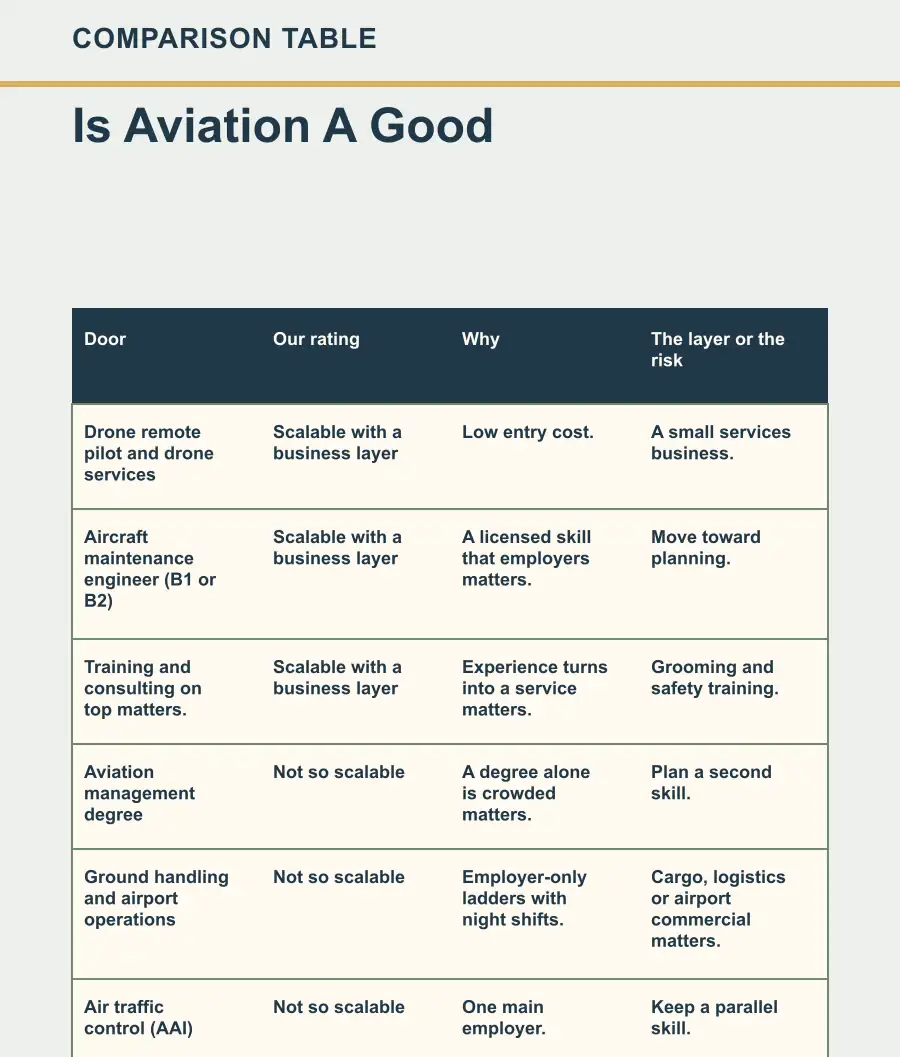 COMPARISON TABLE
Is Aviation A Good
Door
Our rating
Why
The layer or the
risk
Drone remote
pilot and drone
services
Scalable with a
business layer
Low entry cost.
A small services
business.
Aircraft
maintenance
engineer (B1 or
B2)
Scalable with a
business layer
A licensed skill
that employers
matters.
Move toward
planning.
Training and
consulting on
top matters.
Scalable with a
business layer
Experience turns
into a service
matters.
Grooming and
safety training.
Aviation
management
degree
Not so scalable
A degree alone
is crowded
matters.
Plan a second
skill.
Ground handling
and airport
operations
Not so scalable
Employer-only
ladders with
night shifts.
Cargo, logistics
or airport
commercial
matters.
Air traffic
control (AAI)
Not so scalable
One main
employer.
Keep a parallel
skill.